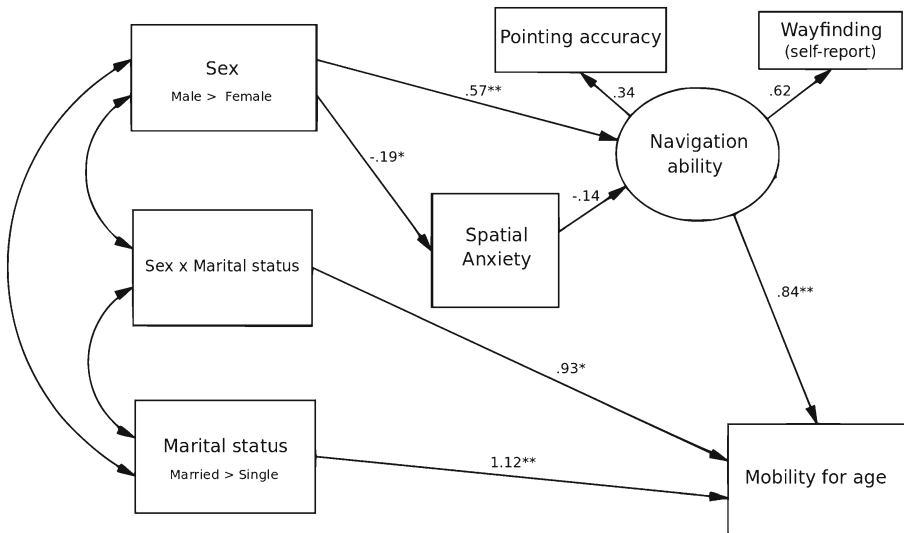 Pointing accuracy
Wayfinding
(self-report)
Sex
Male > Female
.57**
.34
.62
Navigation
ability
-.19*
-.14
Spatial
Anxiety
Sex x Marital status
.84**
.93*
Marital status
Married > Single
1.12**
Mobility for age